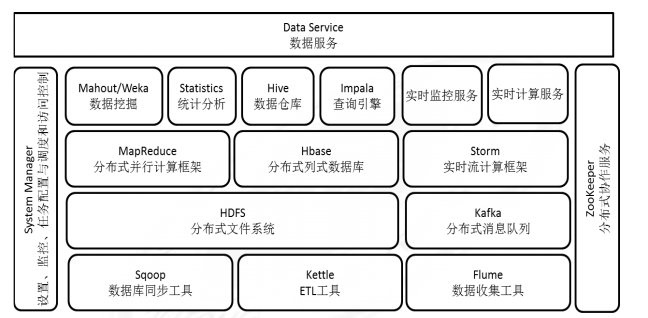 Data Service
数据服务
System Manager
设置、监控、任务配置与调度和访问控制
Mahout/Weka
数据挖掘
Statistics
统计分析
Hive
数据仓库
Impala
查询引擎
实时监控服务
实时计算服务
MapReduce
分布式并行计算框架
Hbase
分布式列式数据库
Storm
实时流计算框架
HDFS
分布式文件系统
Kafka
分布式消息队列
Sqoop
数据库同步工具
Kettle
ETL工具
Flume
数据收集工具
ZooKeeper
分布式协作服务